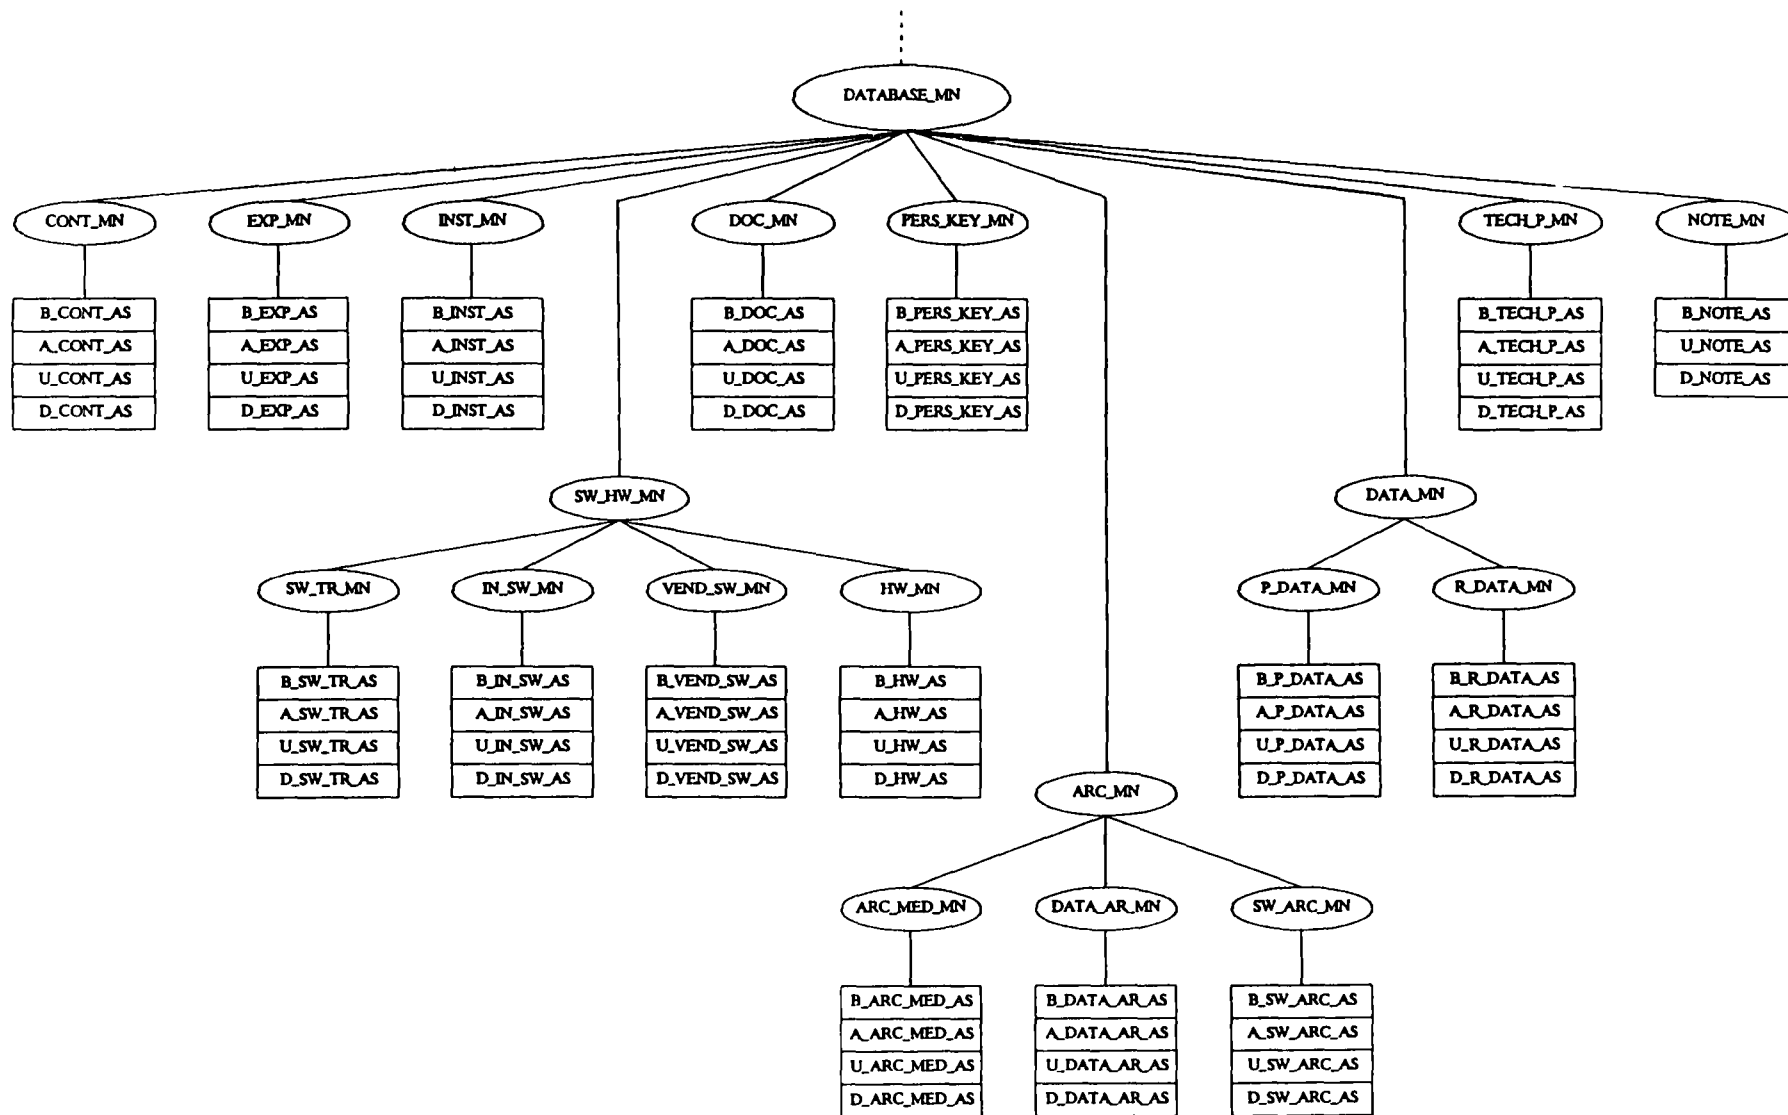 DATABASE_MN
CONT_MN
EXP_MN
INST_MN
DOC_MN
PERS_KEY_MN
TECH_P_MN
NOTE_MN
B_CONT_AS
A_CONT_AS
U_CONT_AS
D_CONT_AS
B_EXP_AS
A_EXP_AS
U_EXP_AS
D_EXP_AS
B_INST_AS
A_INST_AS
U_INST_AS
D_INST_AS
B_DOC_AS
A_DOC_AS
U_DOC_AS
D_DOC_AS
B_PERS_KEY_AS
A_PERS_KEY_AS
U_PERS_KEY_AS
D_PERS_KEY_AS
B_TECH_P_AS
A_TECH_P_AS
U_TECH_P_AS
D_TECH_P_AS
B_NOTE_AS
U_NOTE_AS
D_NOTE_AS
SW_HW_MN
DATA_MN
SW_TR_MN
IN_SW_MN
VEND_SW_MN
HW_MN
P_DATA_MN
R_DATA_MN
B_SW_TR_AS
A_SW_TR_AS
U_SW_TR_AS
D_SW_TR_AS
B_IN_SW_AS
A_IN_SW_AS
U_IN_SW_AS
D_IN_SW_AS
B_VEND_SW_AS
A_VEND_SW_AS
U_VEND_SW_AS
D_VEND_SW_AS
B_HW_AS
A_HW_AS
U_HW_AS
D_HW_AS
B_P_DATA_AS
A_P_DATA_AS
U_P_DATA_AS
D_P_DATA_AS
B_R_DATA_AS
A_R_DATA_AS
U_R_DATA_AS
D_R_DATA_AS
ARC_MN
ARC_MED_MN
DATA_AR_MN
SW_ARC_MN
B_ARC_MED_AS
A_ARC_MED_AS
U_ARC_MED_AS
D_ARC_MED_AS
B_DATA_AR_AS
A_DATA_AR_AS
U_DATA_AR_AS
D_DATA_AR_AS
B_SW_ARC_AS
A_SW_ARC_AS
U_SW_ARC_AS
D_SW_ARC_AS